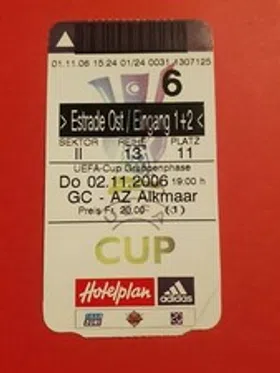 01.11.06 15:24 01/24 0031 1307125
6
> Estrade Ost / Eingang 1+2 <
SEKTOR REIHE PLATZ
II 13 11
UEFA-Cup Gruppenphase
Do 02.11.2006 19:00 h
GC - AZ Alkmaar
Preis Fr. 20.00 (1)
CUP
Hotelplan
adidas